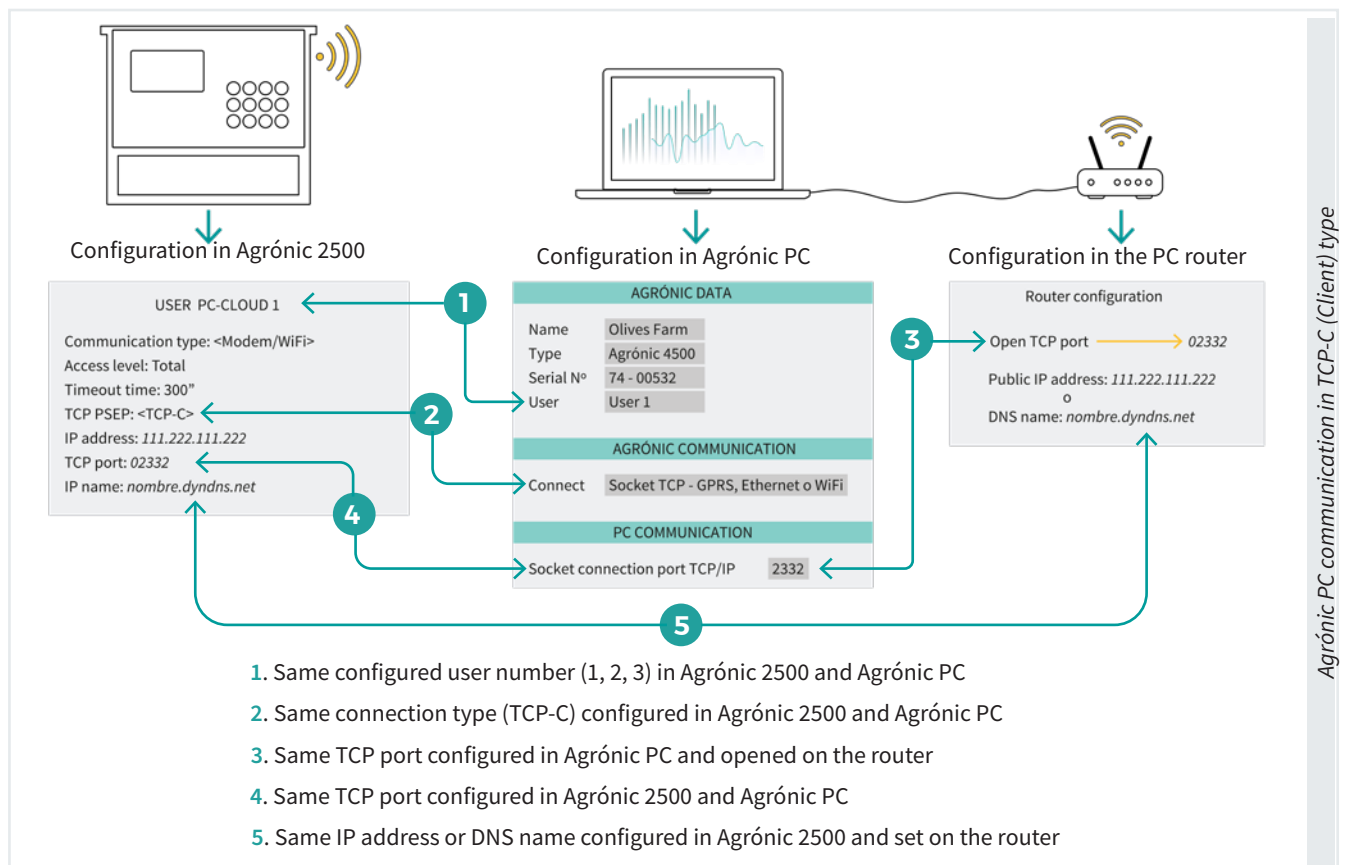 Configuration in Agrónic 2500
USER PC-CLOUD 1
Communication type: <Modem/WiFi>
Access level: Total
Timeout time: 300”
TCP PSEP: <TCP-C>
IP address: 111.222.111.222
TCP port: 02332
IP name: nombre.dyndns.net
Configuration in Agrónic PC
AGRÓNIC DATA
Name Olives Farm
Type Agrónic 4500
Serial Nº 74 - 00532
User User 1
AGRÓNIC COMMUNICATION
Connect Socket TCP - GPRS, Ethernet o WiFi
PC COMMUNICATION
Socket connection port TCP/IP 2332
Configuration in the PC router
Router configuration
Open TCP port 02332
Public IP address: 111.222.111.222
o
DNS name: nombre.dyndns.net
1
2
3
4
5
1. Same configured user number (1, 2, 3) in Agrónic 2500 and Agrónic PC
2. Same connection type (TCP-C) configured in Agrónic 2500 and Agrónic PC
3. Same TCP port configured in Agrónic PC and opened on the router
4. Same TCP port configured in Agrónic 2500 and Agrónic PC
5. Same IP address or DNS name configured in Agrónic 2500 and set on the router
Agrónic PC communication in TCP-C (Client) type